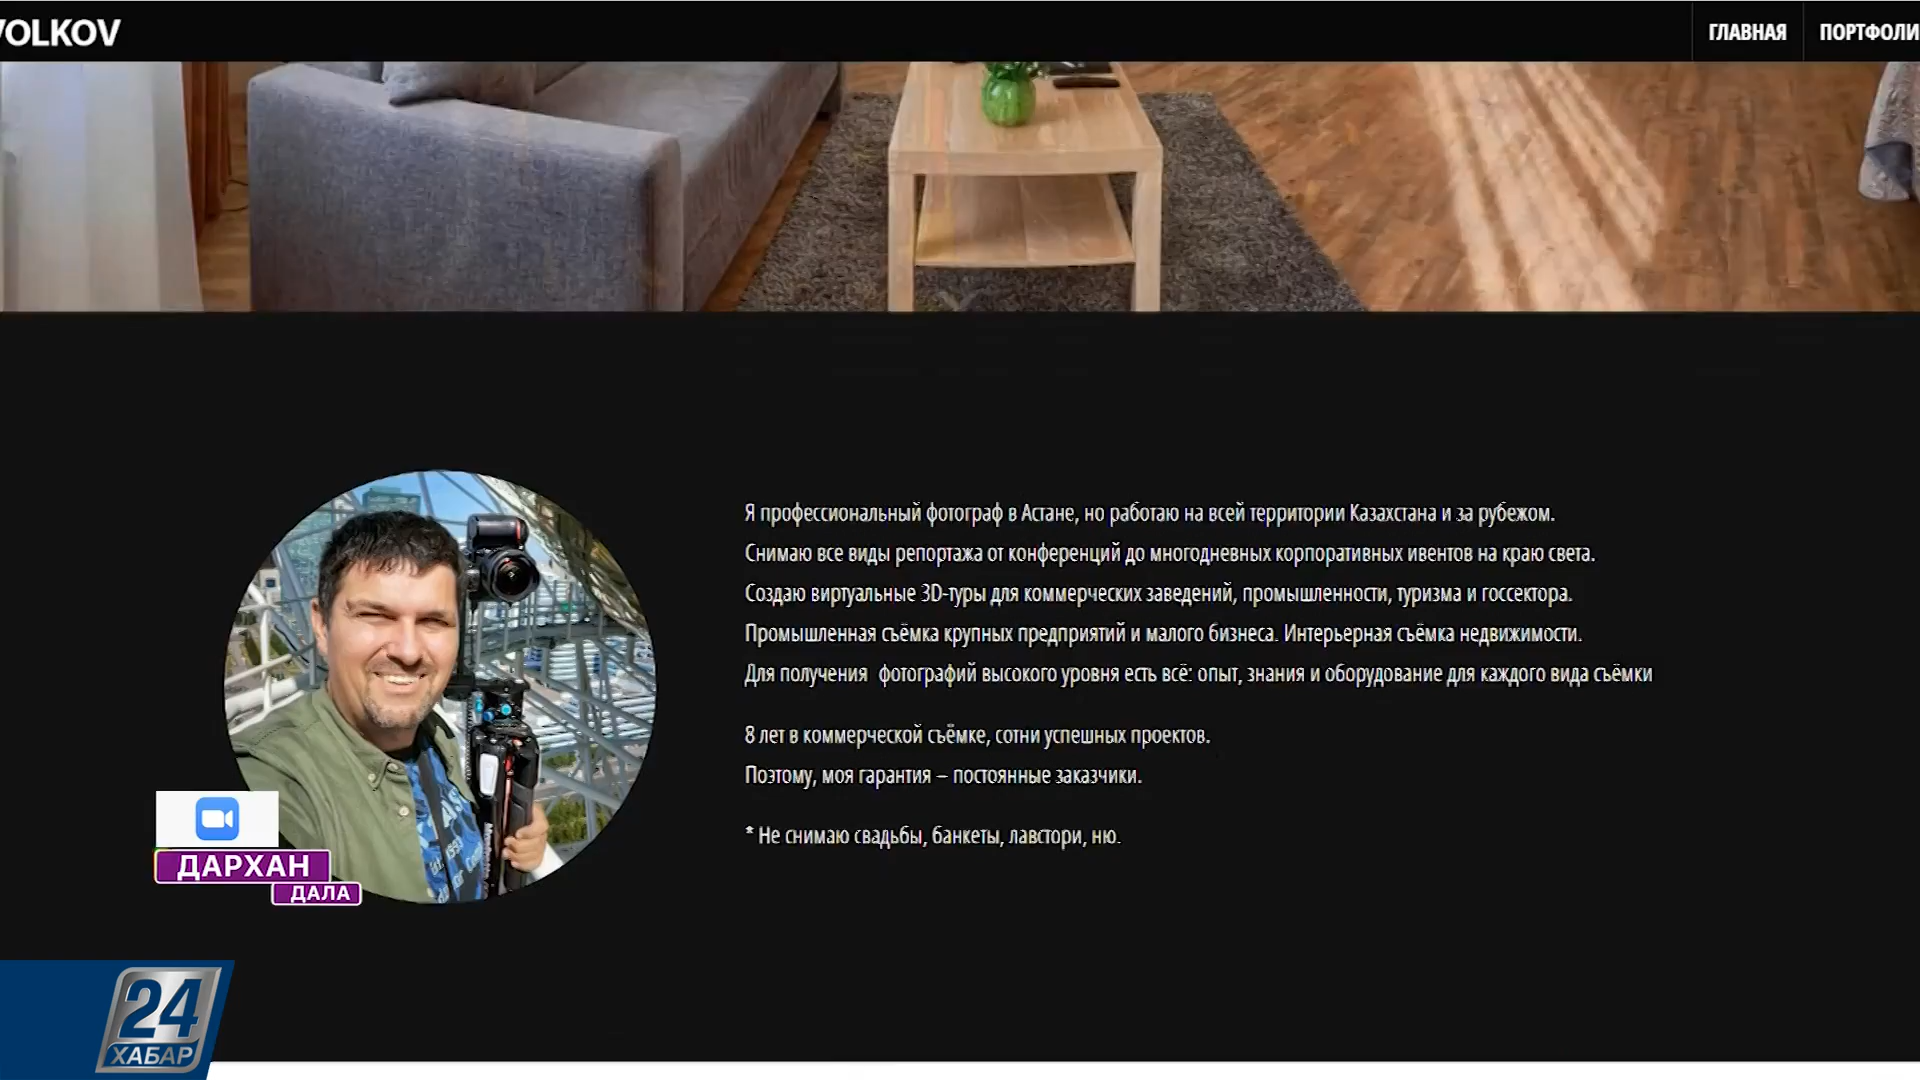 VOLKOV
ГЛАВНАЯ
ПОРТФОЛИ
Я профессиональный фотограф в Астане, но работаю на всей территории Казахстана и за рубежом.
Снимаю все виды репортажа от конференций до многодневных корпоративных ивентов на краю света.
Создаю виртуальные 3D-туры для коммерческих заведений, промышленности, туризма и госсектора.
Промышленная съёмка крупных предприятий и малого бизнеса. Интерьерная съёмка недвижимости.
Для получения фотографий высокого уровня есть всё: опыт, знания и оборудование для каждого вида съёмки
8 лет в коммерческой съёмке, сотни успешных проектов.
Поэтому, моя гарантия – постоянные заказчики.
* Не снимаю свадьбы, банкеты, лавстори, ню.
ДАРХАН
ДАЛА
24
ХАБАР